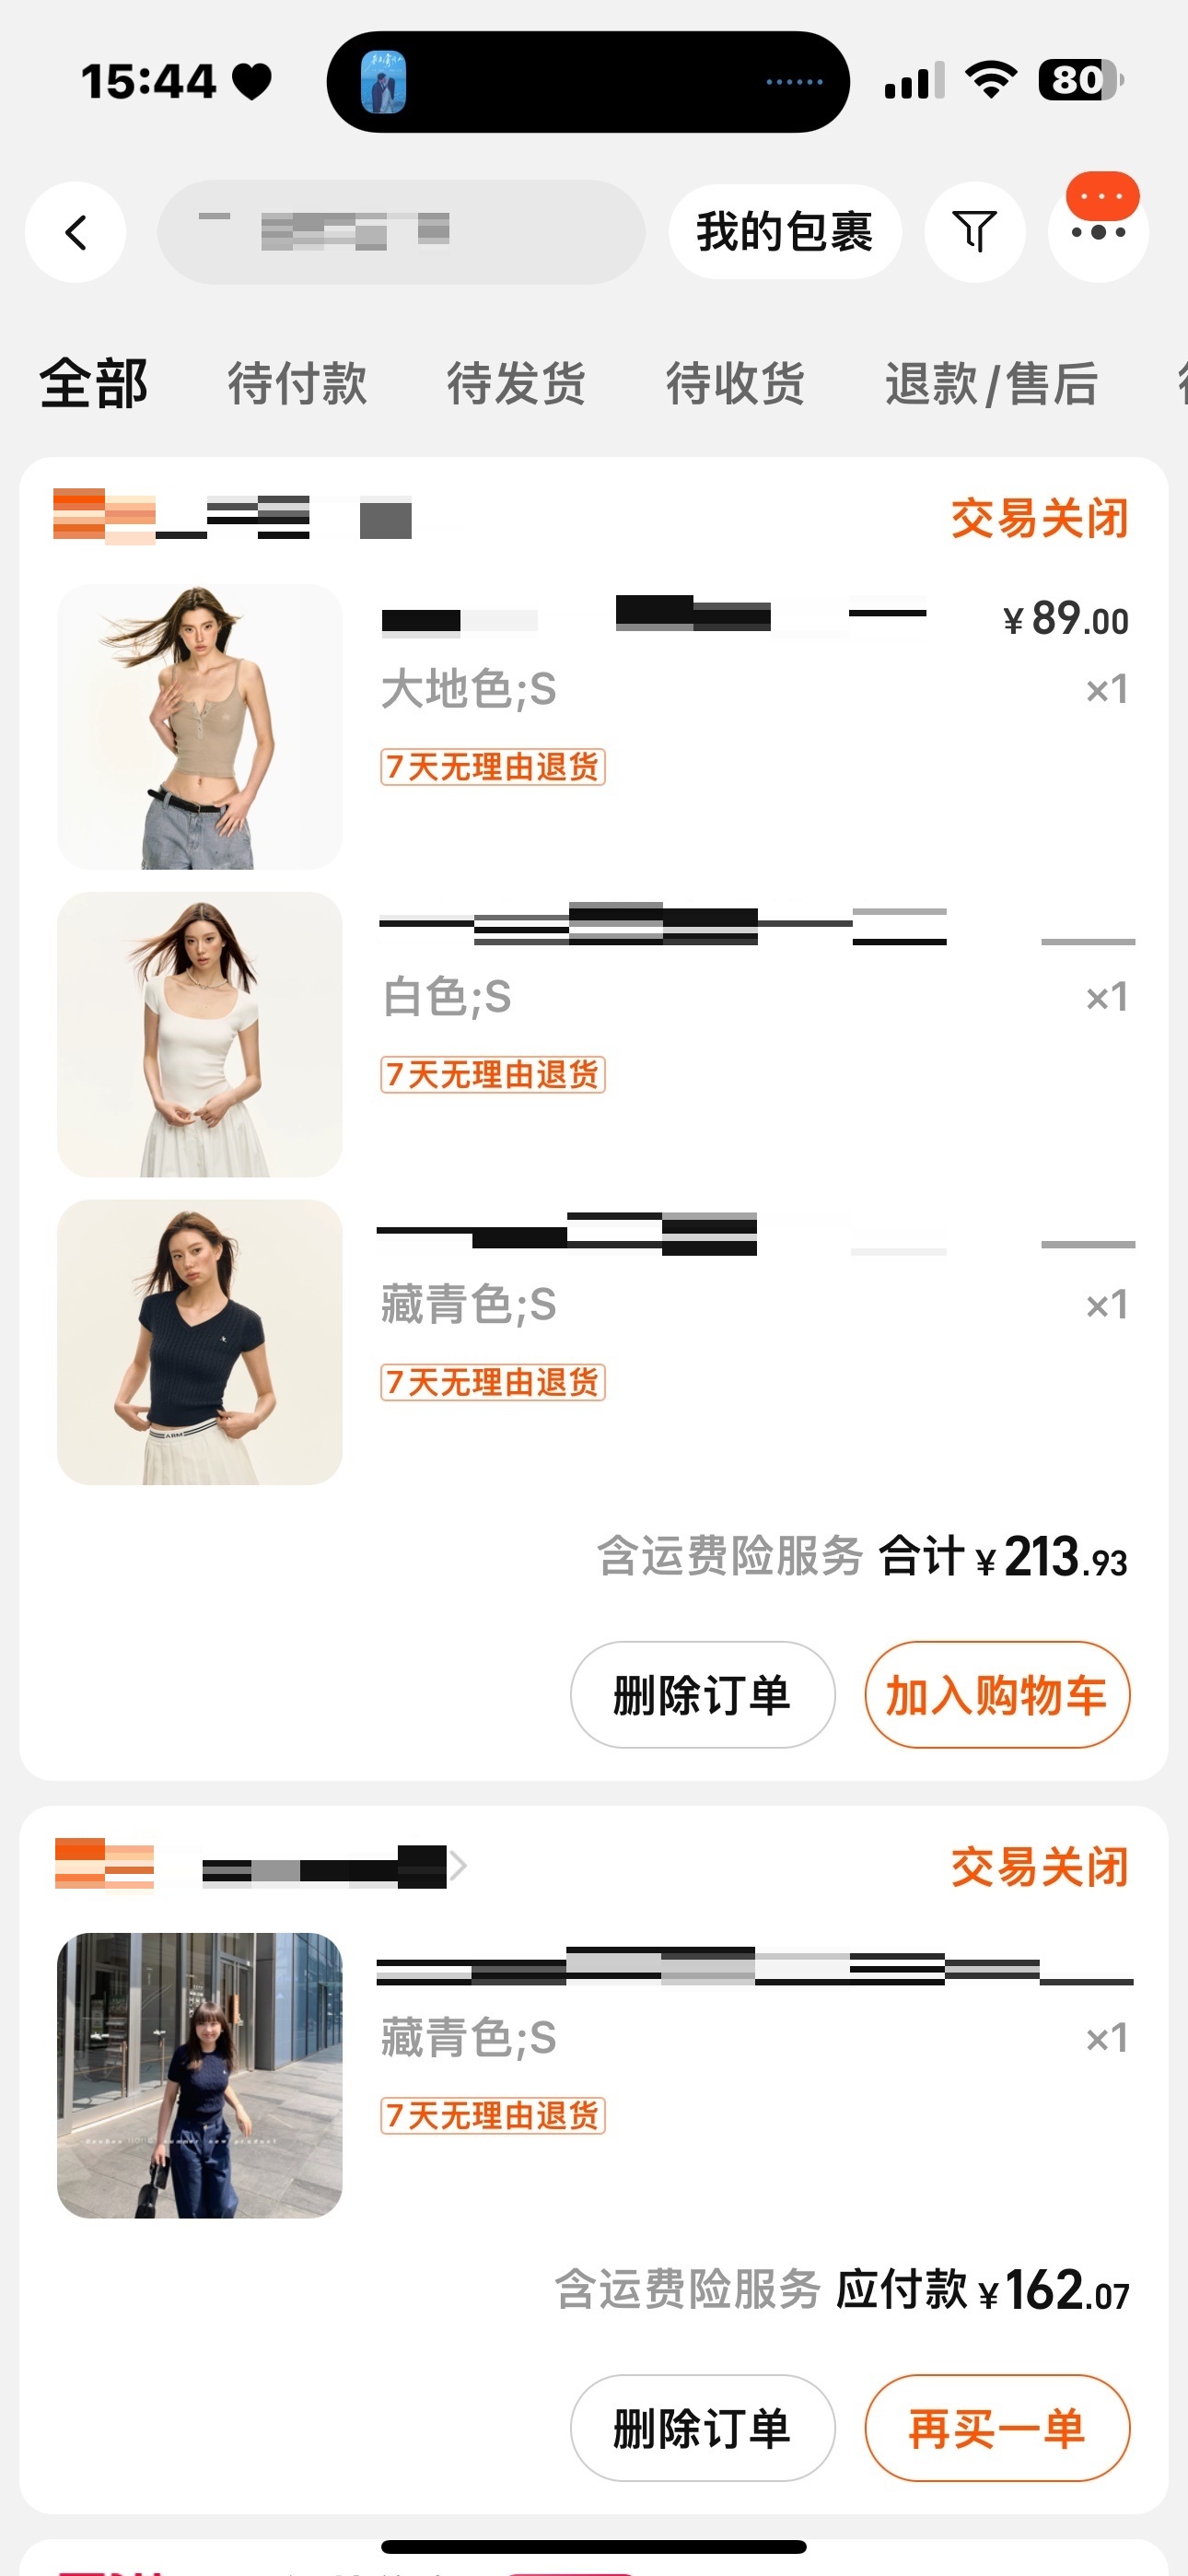 15:44
80
我的包裹
全部 待付款 待发货 待收货 退款/售后
交易关闭
¥89.00
大地色;S ×1
7天无理由退货
白色;S ×1
7天无理由退货
藏青色;S ×1
7天无理由退货
含运费险服务 合计 ¥213.93
删除订单 加入购物车
交易关闭
藏青色;S ×1
7天无理由退货
含运费险服务 应付款 ¥162.07
删除订单 再买一单